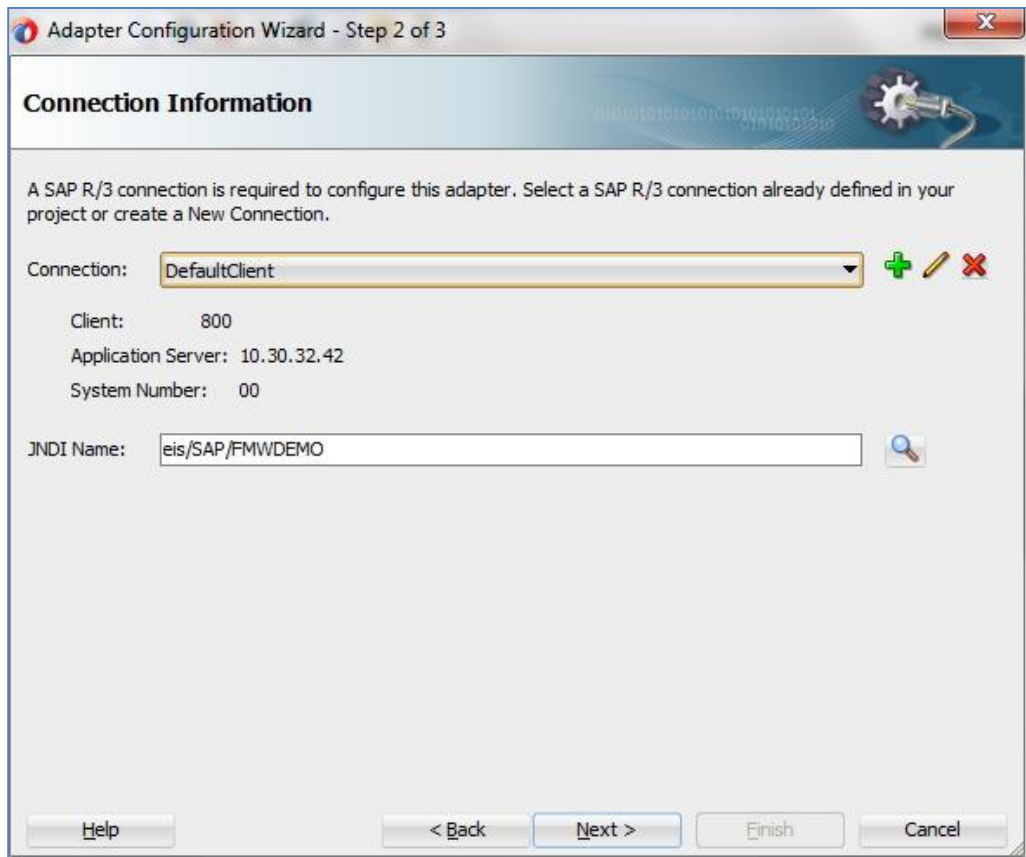 Adapter Configuration Wizard - Step 2 of 3
Connection Information
A SAP R/3 connection is required to configure this adapter. Select a SAP R/3 connection already defined in your
project or create a New Connection.
Connection: DefaultClient
Client: 800
Application Server: 10.30.32.42
System Number: 00
JNDI Name: eis/SAP/FMWDEMO
Help < Back Next > Finish Cancel